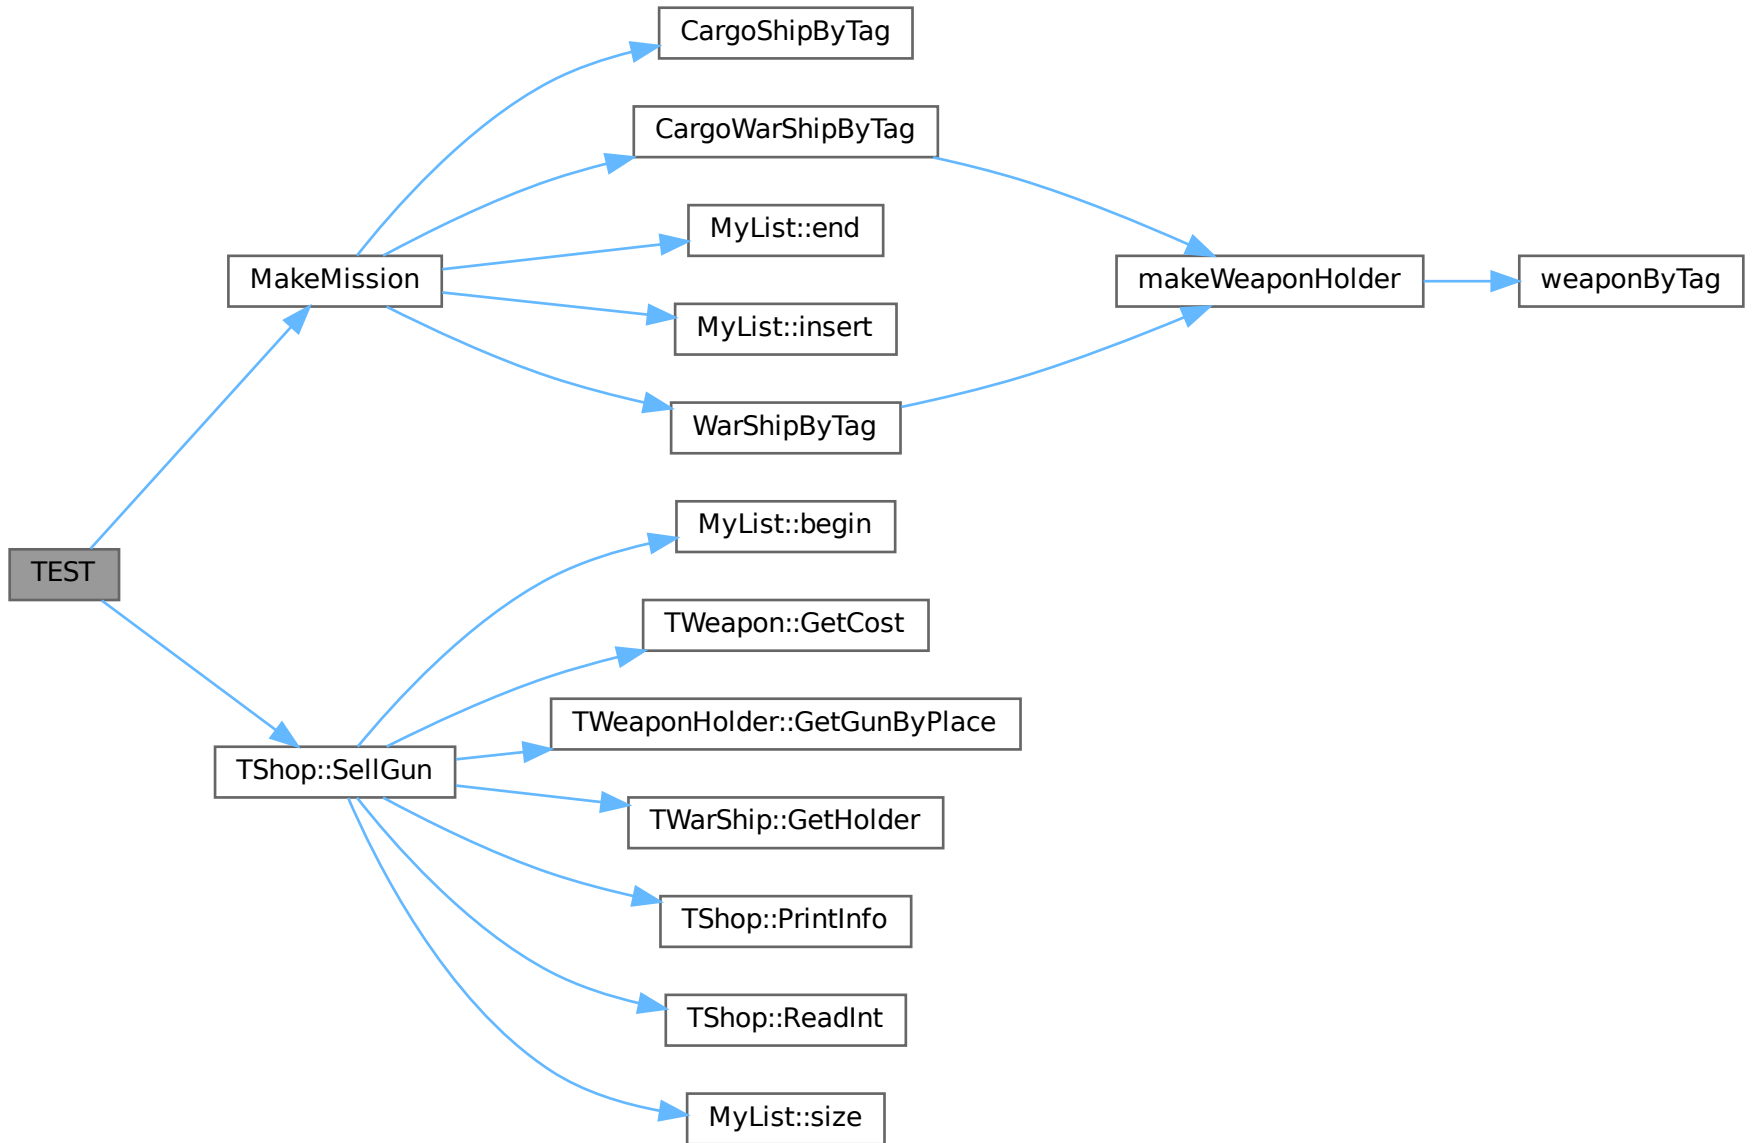 CargoShipByTag
CargoWarShipByTag
MyList::end
MakeMission
makeWeaponHolder
weaponByTag
MyList::insert
WarShipByTag
MyList::begin
TEST
TWeapon::GetCost
TWeaponHolder::GetGunByPlace
TShop::SellGun
TWarShip::GetHolder
TShop::PrintInfo
TShop::ReadInt
MyList::size